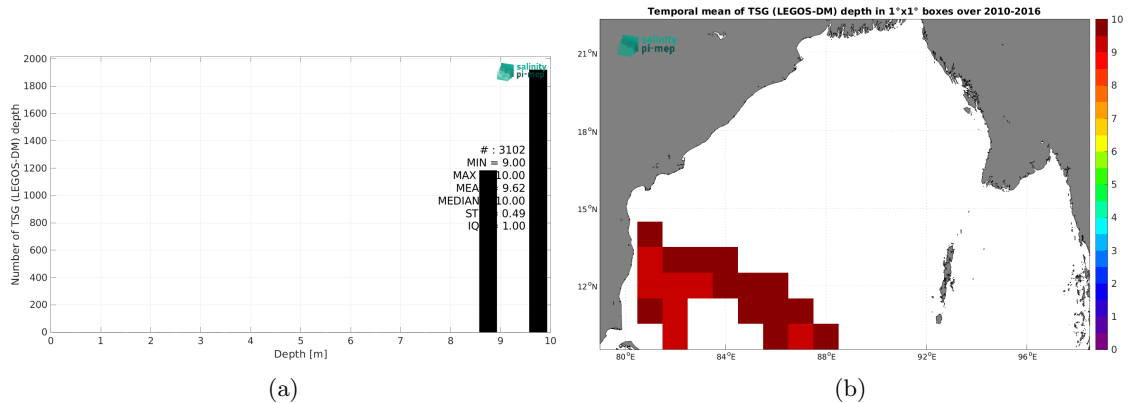 Temporal mean of TSG (LEGOS-DM) depth in 1°x1° boxes over 2010-2016
salinity
pi-mep
Number of TSG (LEGOS-DM) depth
2000
1800
1600
1400
1200
1000
800
600
400
200
0
# : 3102
MIN = 9.00
MAX 10.00
MEA = 9.62
MEDIAN 10.00
ST = 0.49
IQ = 1.00
0 1 2 3 4 5 6 7 8 9 10
Depth [m]
(a)
salinity
pi-mep
21°N
18°N
15°N
12°N
80°E 84°E 88°E 92°E 96°E
10
9
8
7
6
5
4
3
2
1
0
(b)